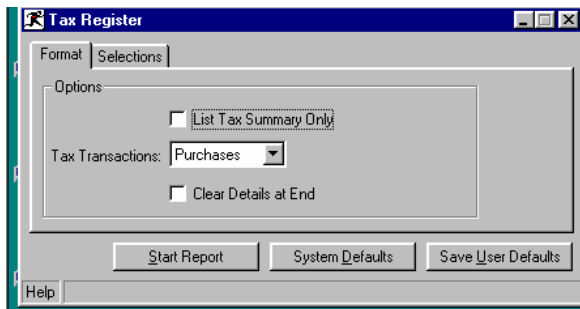 Tax Register
Format Selections
Options
List Tax Summary Only
Tax Transactions: Purchases
Clear Details at End
Start Report System Defaults Save User Defaults
Help